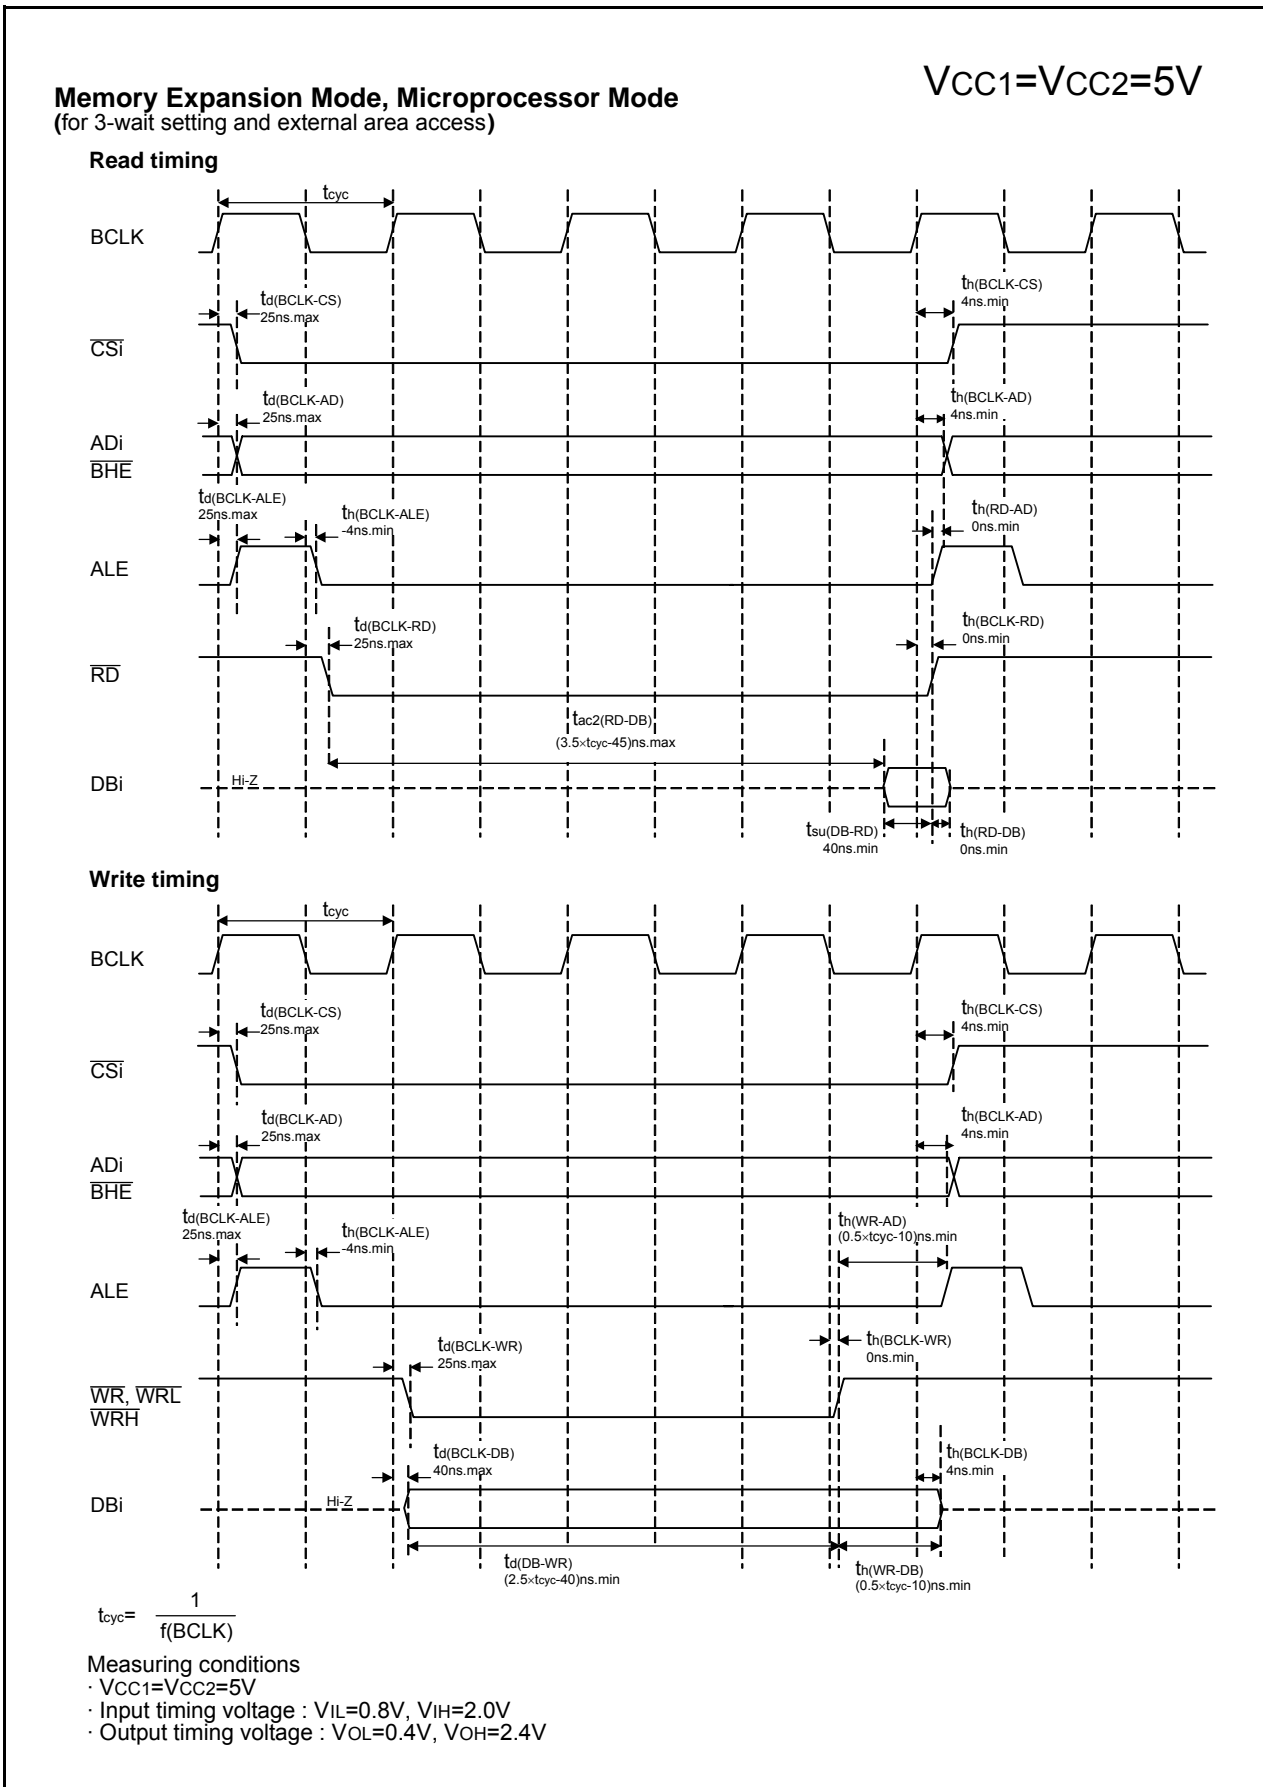 VCC1=VCC2=5V
Memory Expansion Mode, Microprocessor Mode
(for 3-wait setting and external area access)
Read timing
tcyc
BCLK
td(BCLK-CS)
25ns.max
th(BCLK-CS)
4ns.min
CSi
td(BCLK-AD)
25ns.max
th(BCLK-AD)
4ns.min
ADi
BHE
td(BCLK-ALE)
25ns.max
th(BCLK-ALE)
-4ns.min
th(RD-AD)
0ns.min
ALE
td(BCLK-RD)
25ns.max
th(BCLK-RD)
0ns.min
RD
tac2(RD-DB)
(3.5×tcyc-45)ns.max
DBi
Hi-Z
tsu(DB-RD)
40ns.min
th(RD-DB)
0ns.min
Write timing
tcyc
BCLK
td(BCLK-CS)
25ns.max
th(BCLK-CS)
4ns.min
CSi
td(BCLK-AD)
25ns.max
th(BCLK-AD)
4ns.min
ADi
BHE
td(BCLK-ALE)
25ns.max
th(BCLK-ALE)
-4ns.min
th(WR-AD)
(0.5×tcyc-10)ns.min
ALE
td(BCLK-WR)
25ns.max
th(BCLK-WR)
0ns.min
WR, WRL
WRH
td(BCLK-DB)
40ns.max
th(BCLK-DB)
4ns.min
DBi
Hi-Z
td(DB-WR)
(2.5×tcyc-40)ns.min
th(WR-DB)
(0.5×tcyc-10)ns.min
tcyc= 1
f(BCLK)
Measuring conditions
· VCC1=VCC2=5V
· Input timing voltage : VIL=0.8V, VIH=2.0V
· Output timing voltage : VOL=0.4V, VOH=2.4V